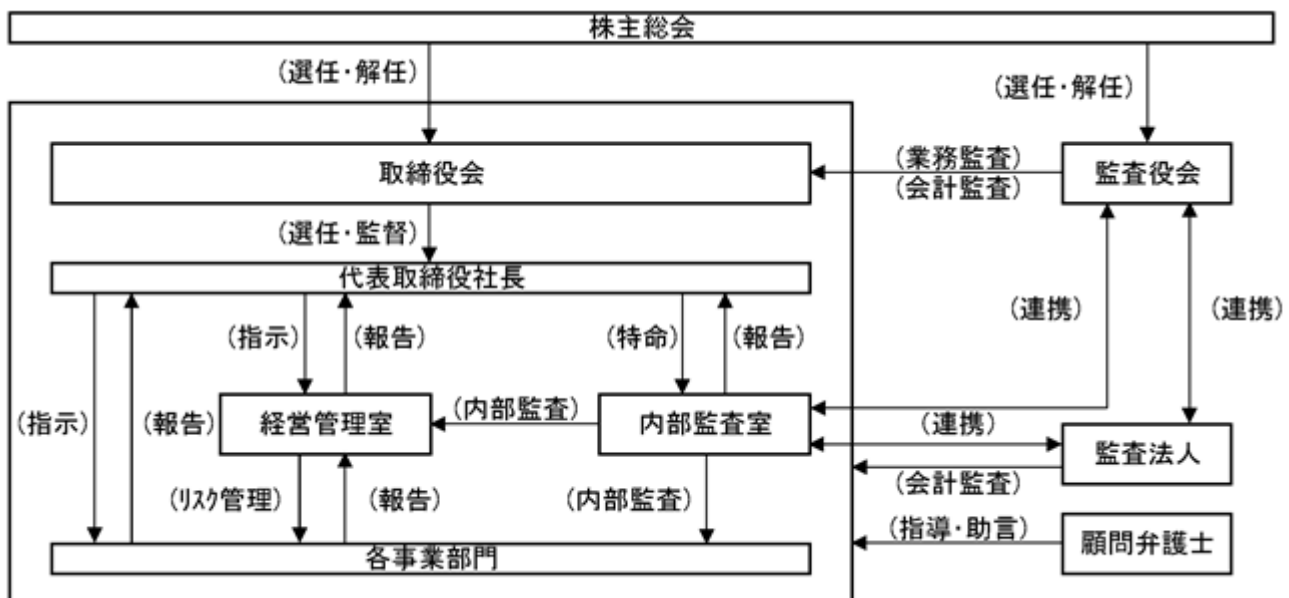 株主総会
(選任・解任)
(選任・解任)
取締役会
(業務監査)
(会計監査)
監査役会
(選任・監督)
代表取締役社長
(指示)
(報告)
(特命)
(報告)
(連携)
(連携)
(指示)
(報告)
経営管理室
(内部監査)
内部監査室
(連携)
監査法人
(リスク管理)
(報告)
(内部監査)
(会計監査)
(指導・助言)
顧問弁護士
各事業部門